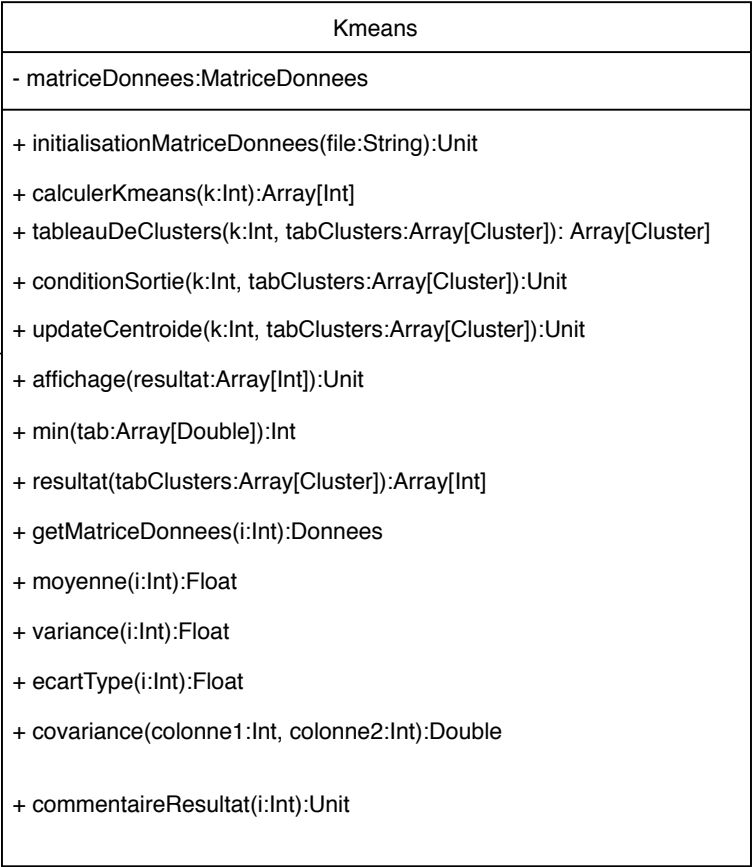 Kmeans
- matriceDonnees:MatriceDonnees
+ initialisationMatriceDonnees(file:String):Unit
+ calculerKmeans(k:Int):Array[Int]
+ tableauDeClusters(k:Int, tabClusters:Array[Cluster]): Array[Cluster]
+ conditionSortie(k:Int, tabClusters:Array[Cluster]):Unit
+ updateCentroide(k:Int, tabClusters:Array[Cluster]):Unit
+ affichage(resultat:Array[Int]):Unit
+ min(tab:Array[Double]):Int
+ resultat(tabClusters:Array[Cluster]):Array[Int]
+ getMatriceDonnees(i:Int):Donnees
+ moyenne(i:Int):Float
+ variance(i:Int):Float
+ ecartType(i:Int):Float
+ covariance(colonne1:Int, colonne2:Int):Double
+ commentaireResultat(i:Int):Unit